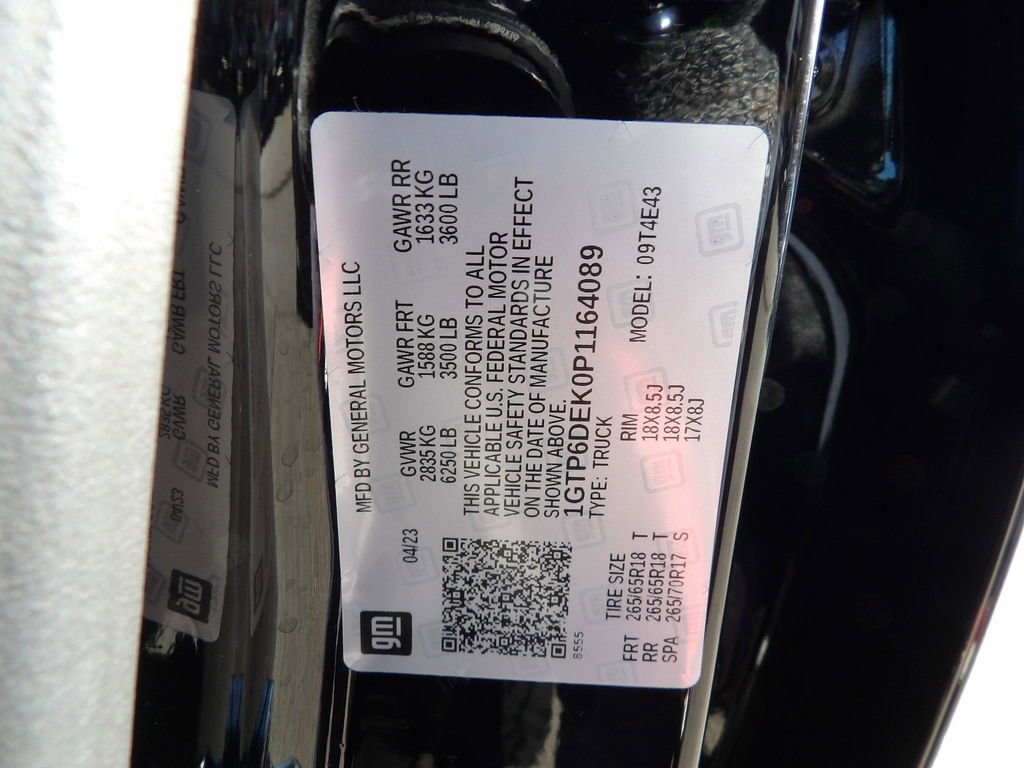 gm
MFD BY GENERAL MOTORS LLC
04/23
GVWR GAWR FRT GAWR RR
2835 KG 1588 KG 1633 KG
6250 LB 3500 LB 3600 LB
THIS VEHICLE CONFORMS TO ALL
APPLICABLE U.S. FEDERAL MOTOR
VEHICLE SAFETY STANDARDS IN EFFECT
ON THE DATE OF MANUFACTURE
SHOWN ABOVE.
1GTP6DEK0P1164089
8555
TYPE: TRUCK
MODEL: 09T4E43
TIRE SIZE RIM
FRT 265/65R18 T 18X8.5J
RR 265/65R18 T 18X8.5J
SPA 265/70R17 S 17X8J